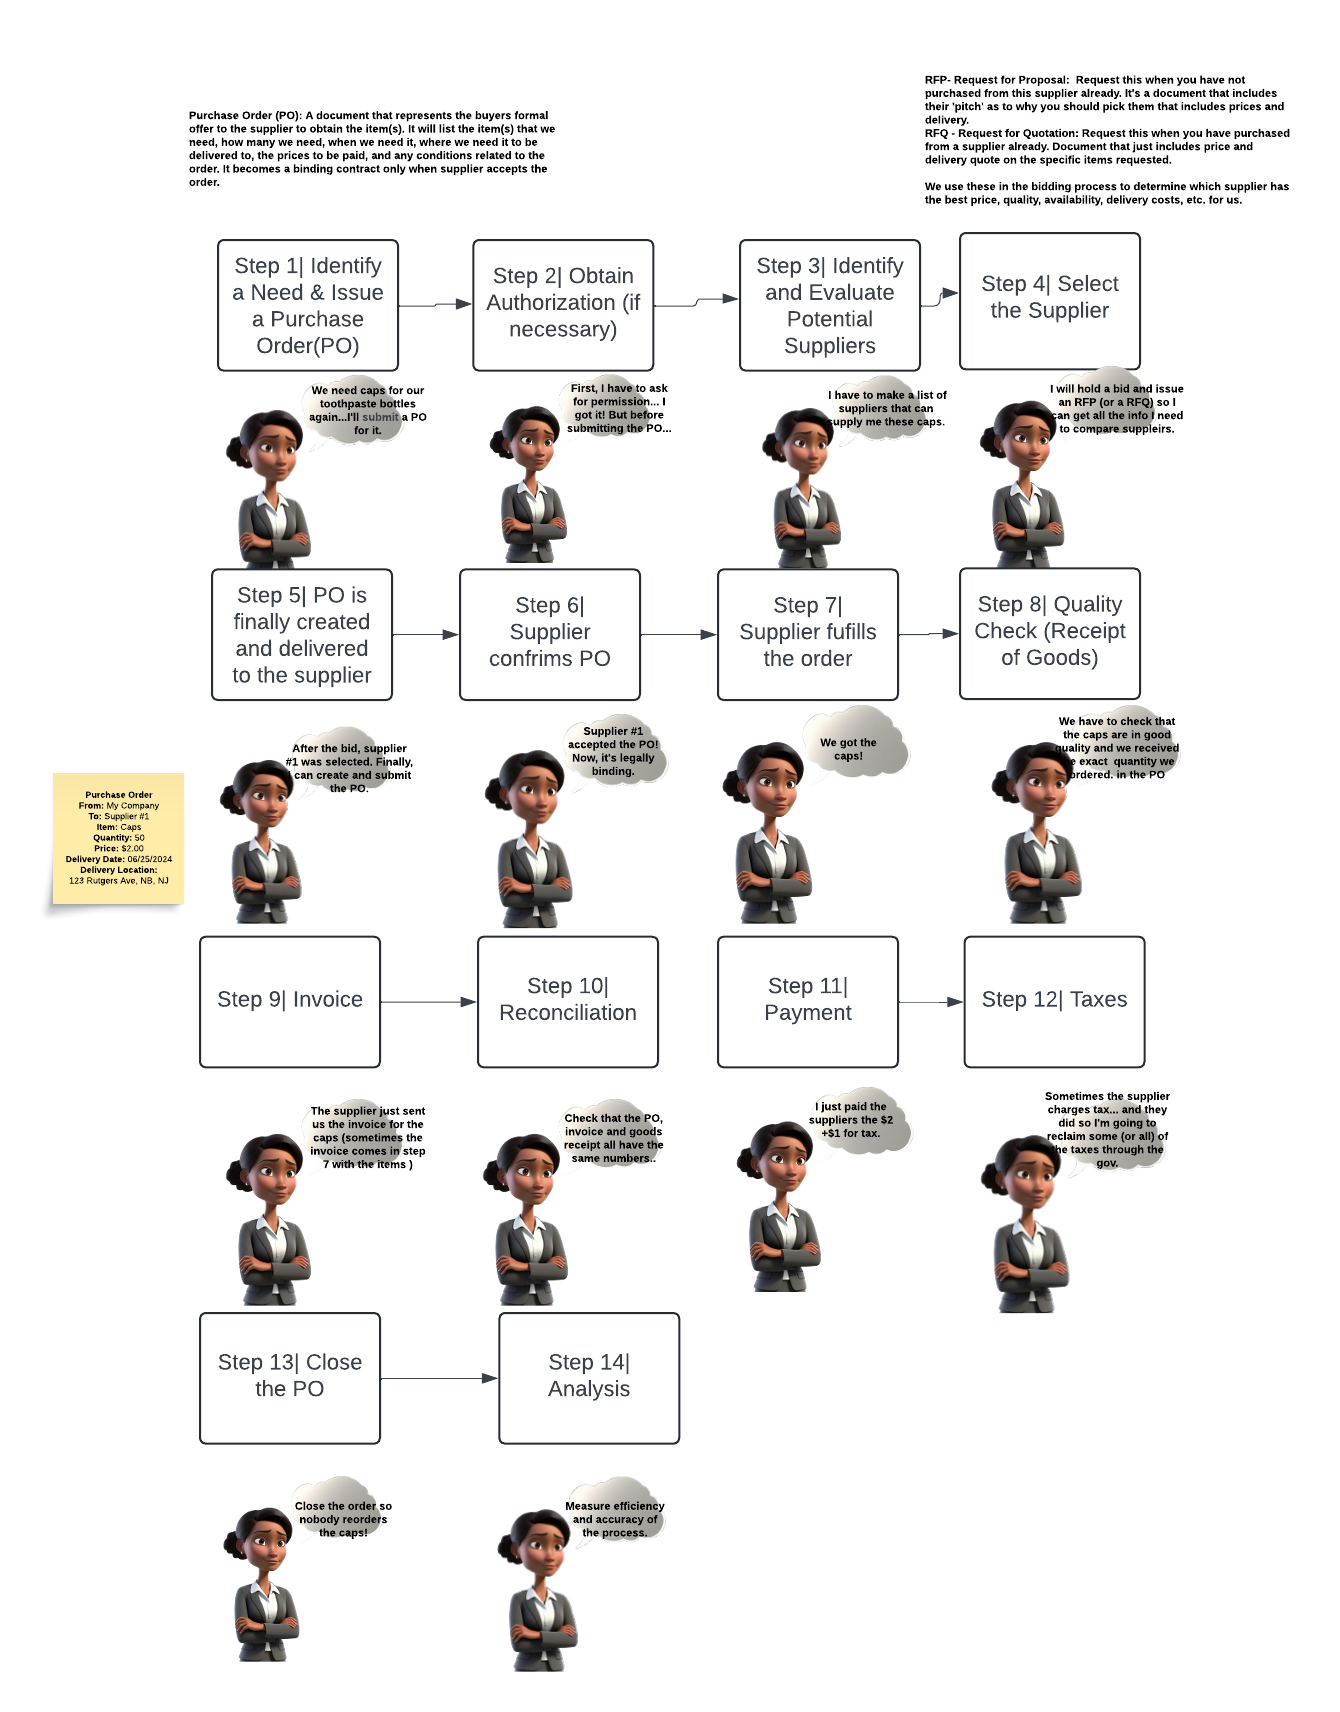 RFP- Request for Proposal:  Request this when you have not
purchased from this supplier already. It's a document that includes
their 'pitch' as to why you should pick them that includes prices and
delivery.
RFQ - Request for Quotation: Request this when you have purchased
from a supplier already. Document that just includes price and
delivery quote on the specific items requested.
We use these in the bidding process to determine which supplier has
the best price, quality, availability, delivery costs, etc. for us.
Purchase Order (PO): A document that represents the buyers formal
offer to the supplier to obtain the item(s). It will list the item(s) that we
need, how many we need, when we need it, where we need it to be
delivered to, the prices to be paid, and any conditions related to the
order. It becomes a binding contract only when supplier accepts the
order.
Step 1| Identify
a Need & Issue
a Purchase
Order(PO)
Step 2| Obtain
Authorization (if
necessary)
Step 3| Identify
and Evaluate
Potential
Suppliers
Step 4| Select
the Supplier
We need caps for our
toothpaste bottles
again...I'll submit a PO
for it.
First, I have to ask
for permission... I
got it! But before
submitting the PO...
I have to make a list of
suppliers that can
supply me these caps.
I will hold a bid and issue
an RFP (or a RFQ) so I
can get all the info I need
to compare suppleirs.
Step 5| PO is
finally created
and delivered
to the supplier
Step 6|
Supplier
confrims PO
Step 7|
Supplier fufills
the order
Step 8| Quality
Check (Receipt
of Goods)
After the bid, supplier
#1 was selected. Finally,
I can create and submit
the PO.
Supplier #1
accepted the PO!
Now, it's legally
binding.
We got the
caps!
We have to check that
the caps are in good
quality and we received
the exact  quantity we
ordered. in the PO
Purchase Order
From: My Company
To: Supplier #1
Item: Caps
Quantity: 50
Price: $2.00
Delivery Date: 06/25/2024
Delivery Location:
123 Rutgers Ave, NB, NJ
Step 9| Invoice
Step 10|
Reconciliation
Step 11|
Payment
Step 12| Taxes
The supplier just sent
us the invoice for the
caps (sometimes the
invoice comes in step
7 with the items )
Check that the PO,
invoice and goods
receipt all have the
same numbers..
I just paid the
suppliers the $2
+$1 for tax.
Sometimes the supplier
charges tax... and they
did so I'm going to
reclaim some (or all) of
the taxes through the
gov.
Step 13| Close
the PO
Step 14|
Analysis
Close the order so
nobody reorders
the caps!
Measure efficiency
and accuracy of
the process.